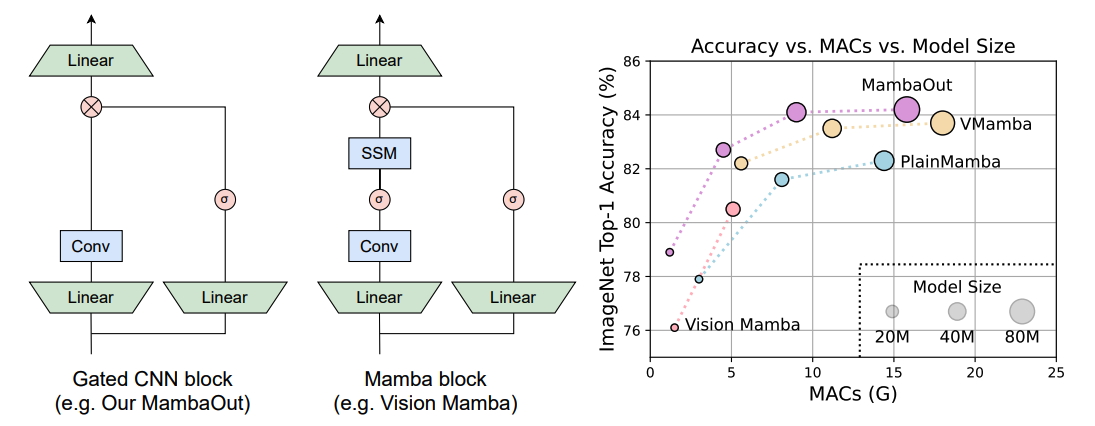 Linear
σ
Conv
Linear
Linear
Gated CNN block
(e.g. Our MambaOut)
Linear
SSM
σ
σ
Conv
Linear
Linear
Mamba block
(e.g. Vision Mamba)
Accuracy vs. MACs vs. Model Size
ImageNet Top-1 Accuracy (%)
86
84
82
80
78
76
MambaOut
VMamba
PlainMamba
Vision Mamba
Model Size
20M 40M 80M
0 5 10 15 20 25
MACs (G)